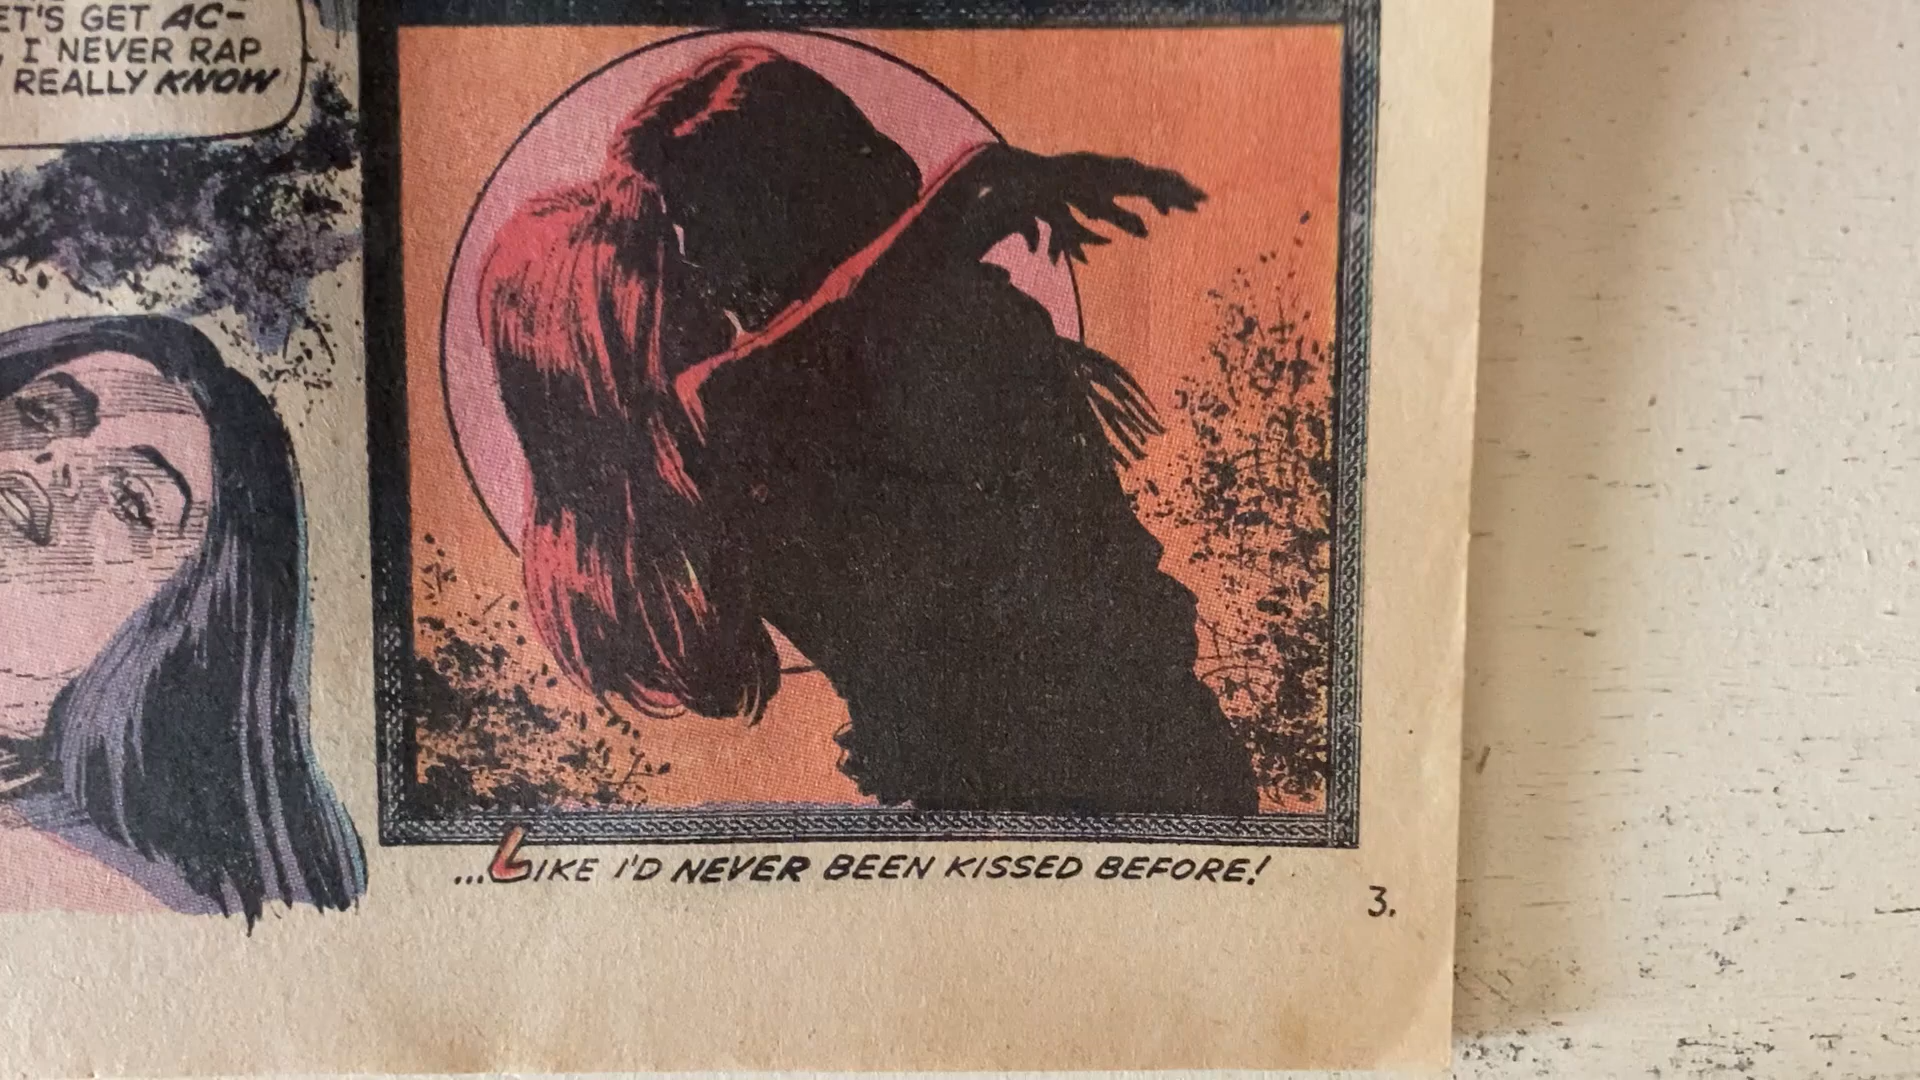 ET'S GET AC-
, I NEVER RAP
REALLY KNOW
...LIKE I'D NEVER BEEN KISSED BEFORE!
3.